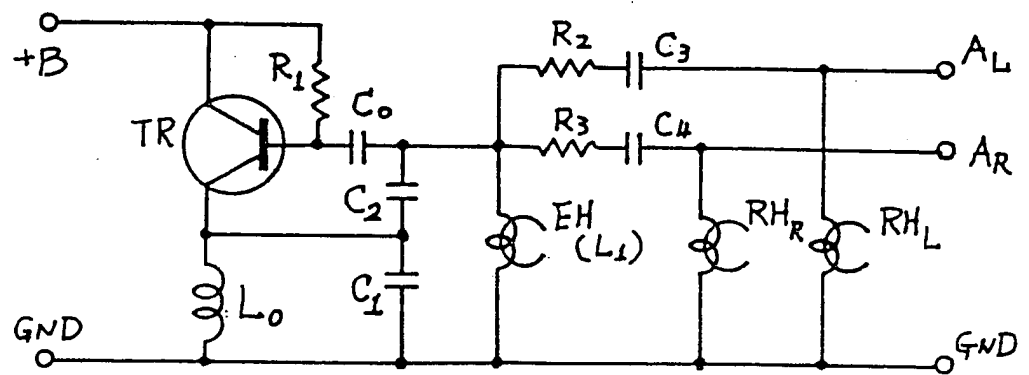 +B
TR
R1
C0
C2
C1
L0
GND
R2
C3
R3
C4
EH
(L1)
RHR
RHL
AL
AR
GND